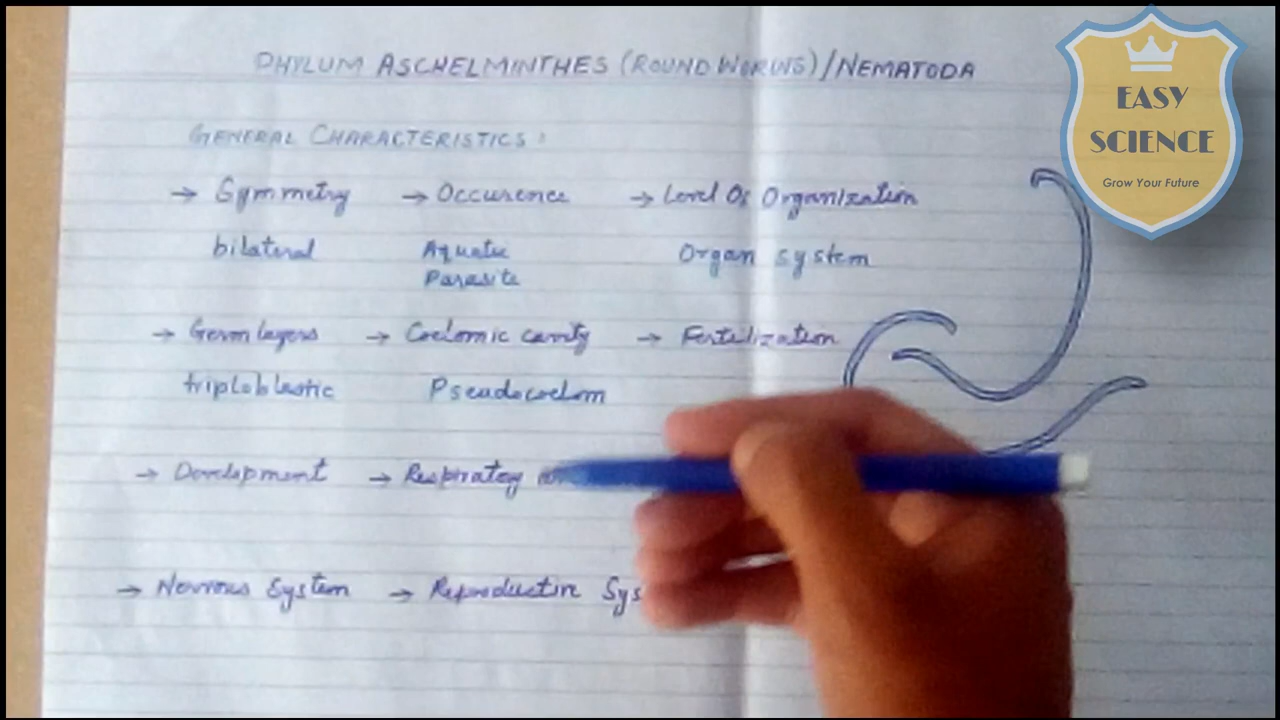 PHYLUM ASCHELMINTHES (ROUND WORMS)/NEMATODA
EASY
SCIENCE
Grow Your Future
GENERAL CHARACTERISTICS:
→ Symmetry → Occurence → Level Of Organization
bilateral Aquatic Organ system
Parasite
→ Germ layers → Coelomic cavity → Fertilization
triploblastic Pseudocoelom
→ Development → Respiratory
→ Nervous System → Reproductive Sys